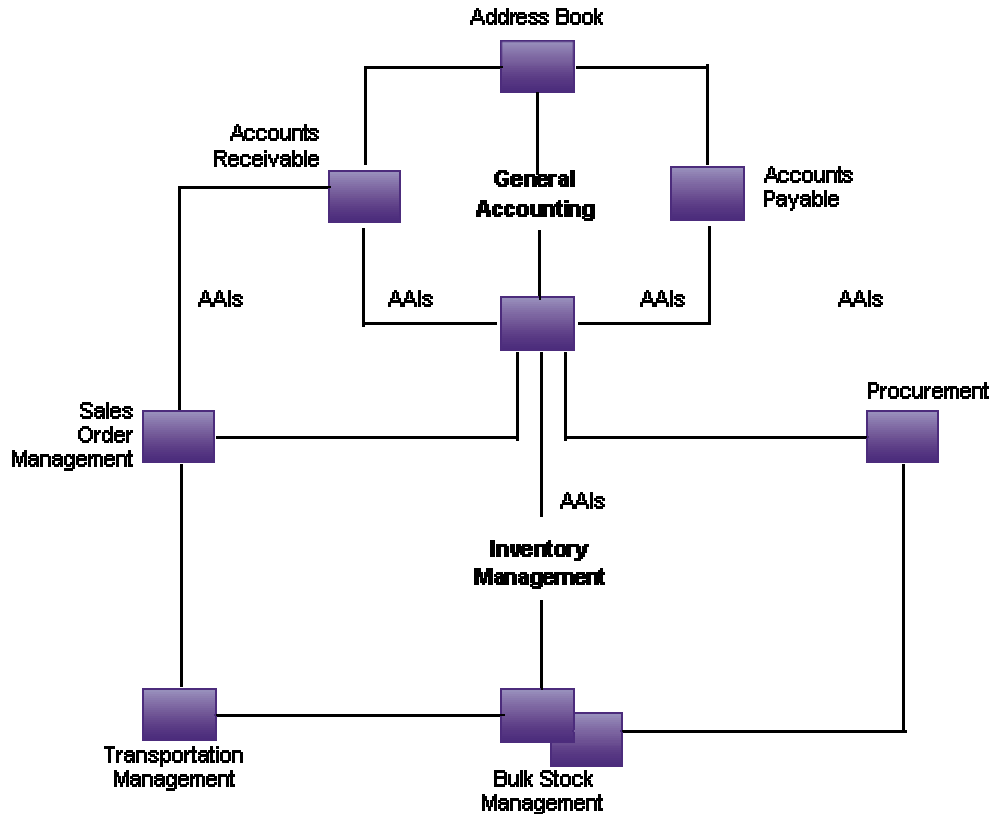 Address Book
Accounts
Receivable
General
Accounting
Accounts
Payable
AAIs
AAIs
AAIs
AAIs
Sales
Order
Management
Procurement
AAIs
Inventory
Management
Transportation
Management
Bulk Stock
Management